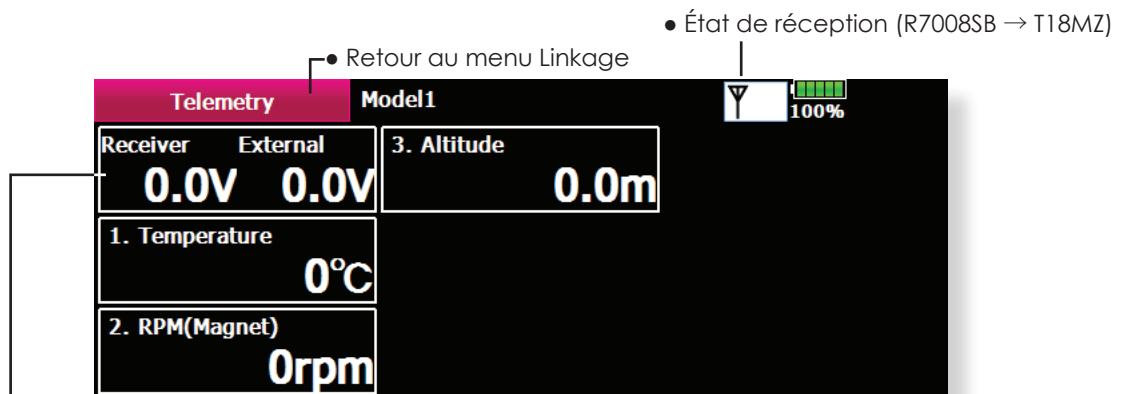 ● État de réception (R7008SB → T18MZ)
● Retour au menu Linkage
Telemetry Model1 100%
Receiver External 3. Altitude
0.0V 0.0V 0.0m
1. Temperature
0°C
2. RPM(Magnet)
0rpm